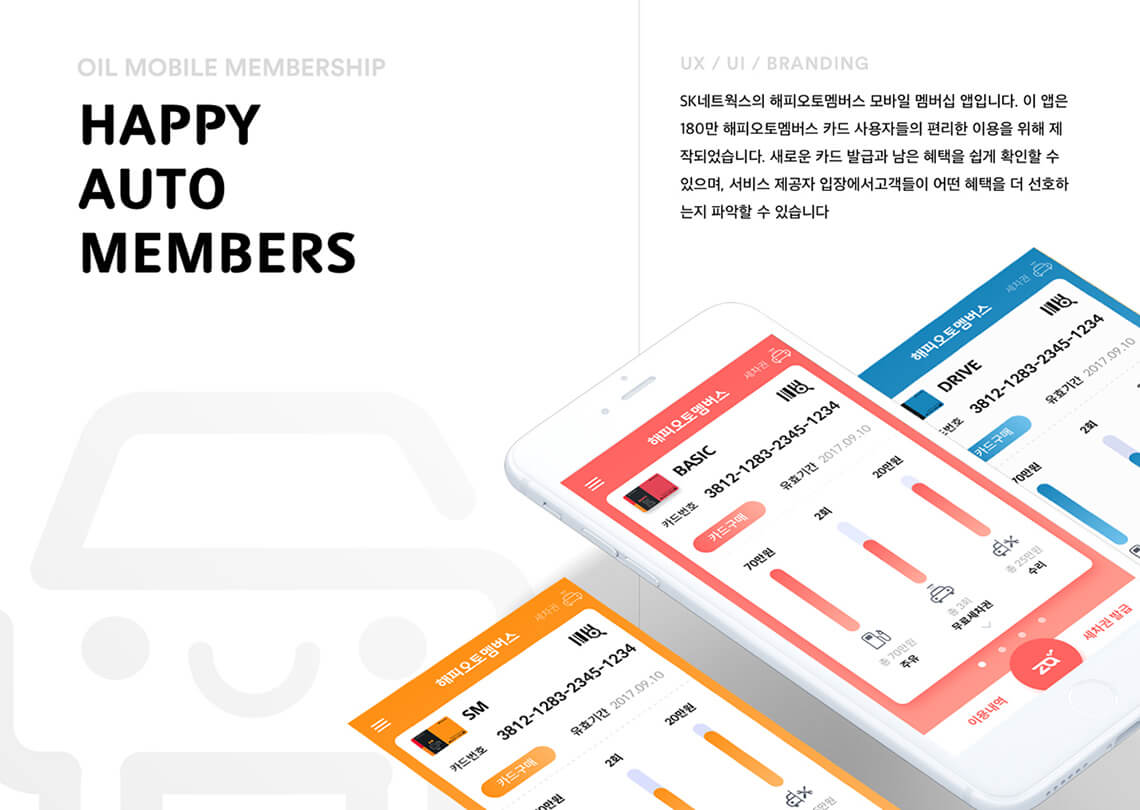 OIL MOBILE MEMBERSHIP
HAPPY
AUTO
MEMBERS
UX / UI / BRANDING
SK네트웍스의 해피오토멤버스 모바일 멤버십 앱입니다. 이 앱은
180만 해피오토멤버스 카드 사용자들의 편리한 이용을 위해 제
작되었습니다. 새로운 카드 발급과 남은 혜택을 쉽게 확인할 수
있으며, 서비스 제공자 입장에서고객들이 어떤 혜택을 더 선호하
는지 파악할 수 있습니다
세차권
해피오토멤버스
DRIVE
카드번호
3812-1283-2345-1234
유효기간 2017.09.10
카드구매
70만원
2회
세차권
해피오토멤버스
BASIC
카드번호
3812-1283-2345-1234
유효기간 2017.09.10
카드구매
70만원
2회
20만원
총 70만원
주유
총 3회
무료세차권
총 25만원
수리
이용내역
세차권 발급
세차권
해피오토멤버스
SM
카드번호
3812-1283-2345-1234
유효기간 2017.09.10
카드구매
2회
20만원